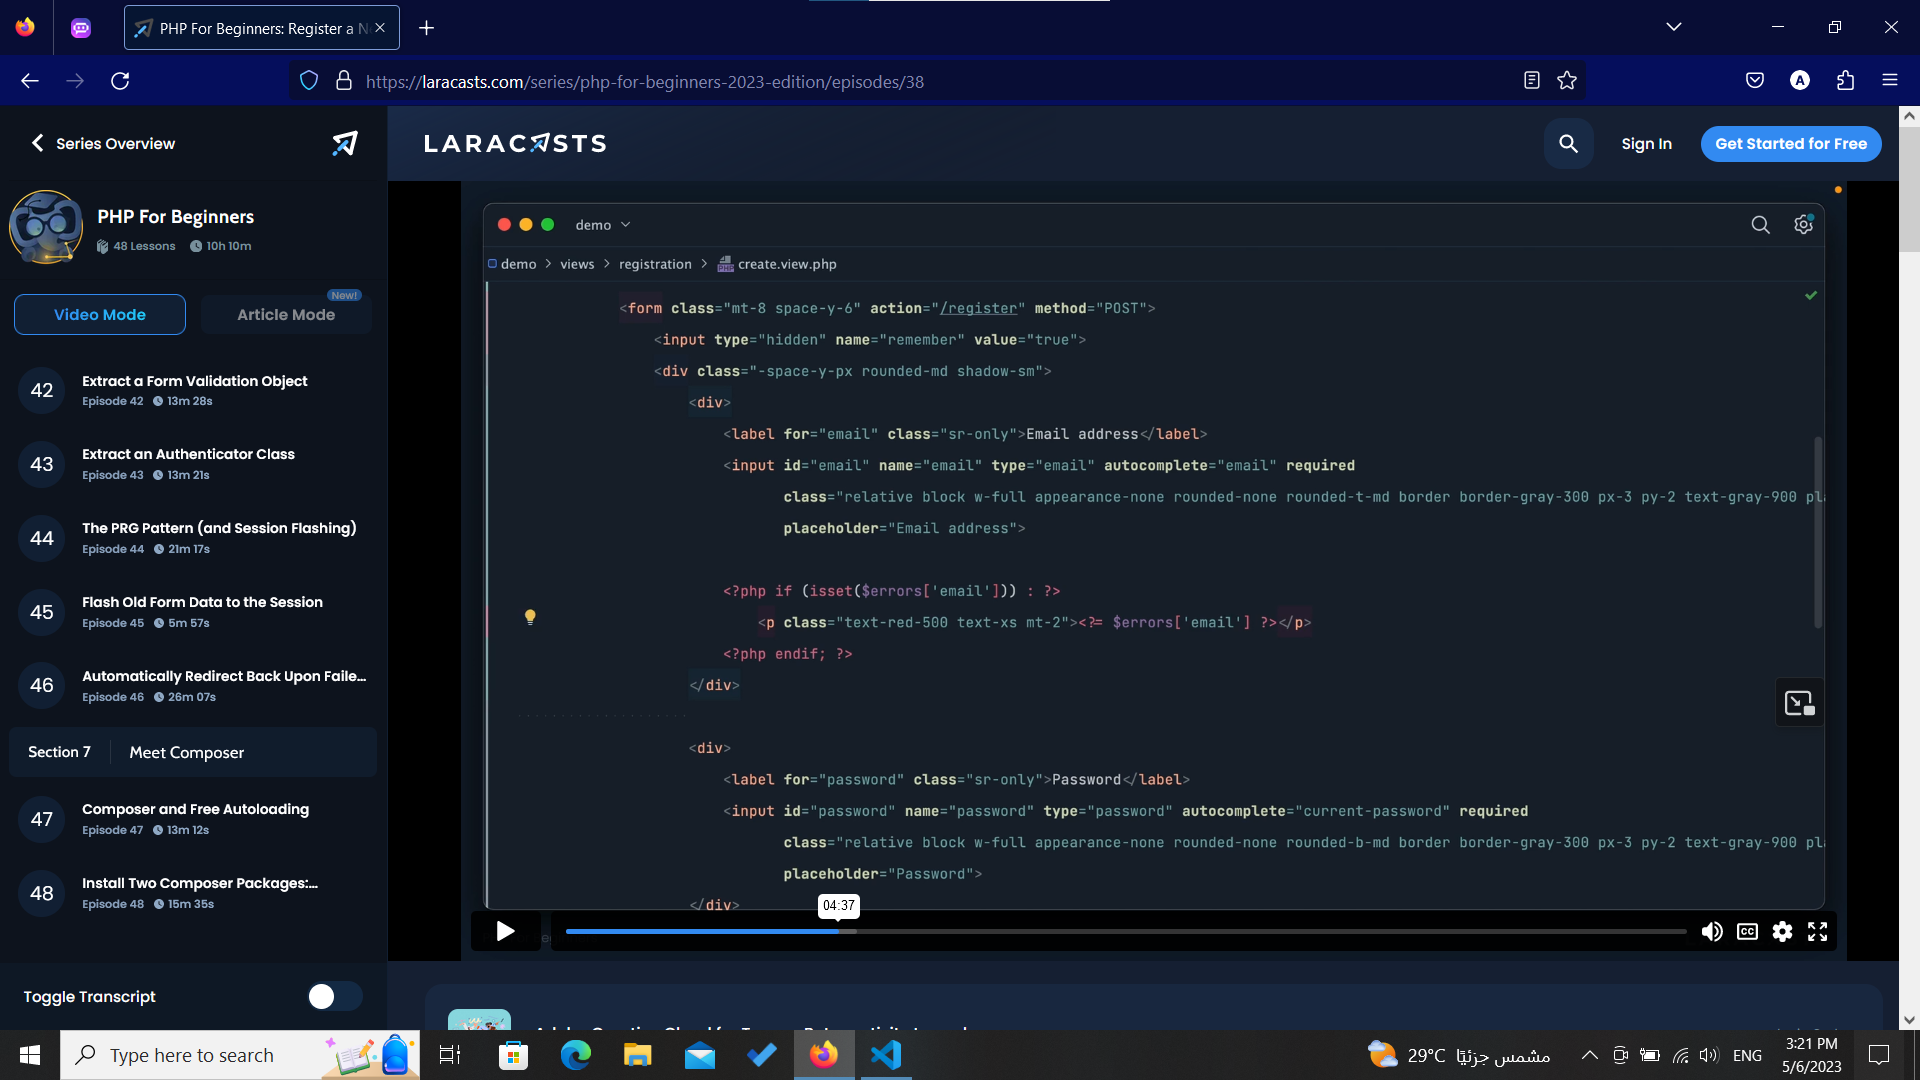 PHP For Beginners: Register a N
https://laracasts.com/series/php-for-beginners-2023-edition/episodes/38
A
Series Overview
LARACASTS
Sign In
Get Started for Free
PHP For Beginners
48 Lessons 10h 10m
New!
Video Mode
Article Mode
42
Extract a Form Validation Object
Episode 42 13m 28s
43
Extract an Authenticator Class
Episode 43 13m 21s
44
The PRG Pattern (and Session Flashing)
Episode 44 21m 17s
45
Flash Old Form Data to the Session
Episode 45 5m 57s
46
Automatically Redirect Back Upon Faile...
Episode 46 26m 07s
Section 7 Meet Composer
47
Composer and Free Autoloading
Episode 47 13m 12s
48
Install Two Composer Packages:...
Episode 48 15m 35s
Toggle Transcript
demo
demo > views > registration > create.view.php
<form class="mt-8 space-y-6" action="/register" method="POST">
<input type="hidden" name="remember" value="true">
<div class="-space-y-px rounded-md shadow-sm">
<div>
<label for="email" class="sr-only">Email address</label>
<input id="email" name="email" type="email" autocomplete="email" required
class="relative block w-full appearance-none rounded-none rounded-t-md border border-gray-300 px-3 py-2 text-gray-900 pla
placeholder="Email address">
<?php if (isset($errors['email'])) : ?>
<p class="text-red-500 text-xs mt-2"><?= $errors['email'] ?></p>
<?php endif; ?>
</div>
<div>
<label for="password" class="sr-only">Password</label>
<input id="password" name="password" type="password" autocomplete="current-password" required
class="relative block w-full appearance-none rounded-none rounded-b-md border border-gray-300 px-3 py-2 text-gray-900 pla
placeholder="Password">
</div>
04:37
CC
Type here to search
29°C مشمس جزئيًا
ENG
3:21 PM
5/6/2023